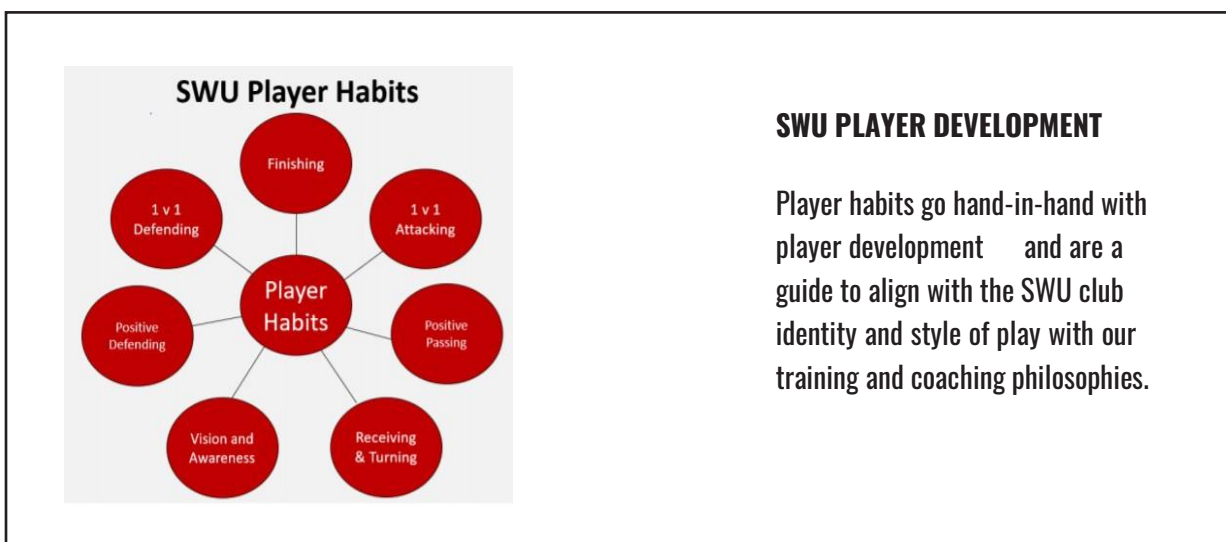 SWU Player Habits
Finishing
1 v 1
Attacking
Positive
Passing
Receiving
& Turning
Vision and
Awareness
Positive
Defending
1 v 1
Defending
Player
Habits
SWU PLAYER DEVELOPMENT
Player habits go hand-in-hand with
player development and are a
guide to align with the SWU club
identity and style of play with our
training and coaching philosophies.